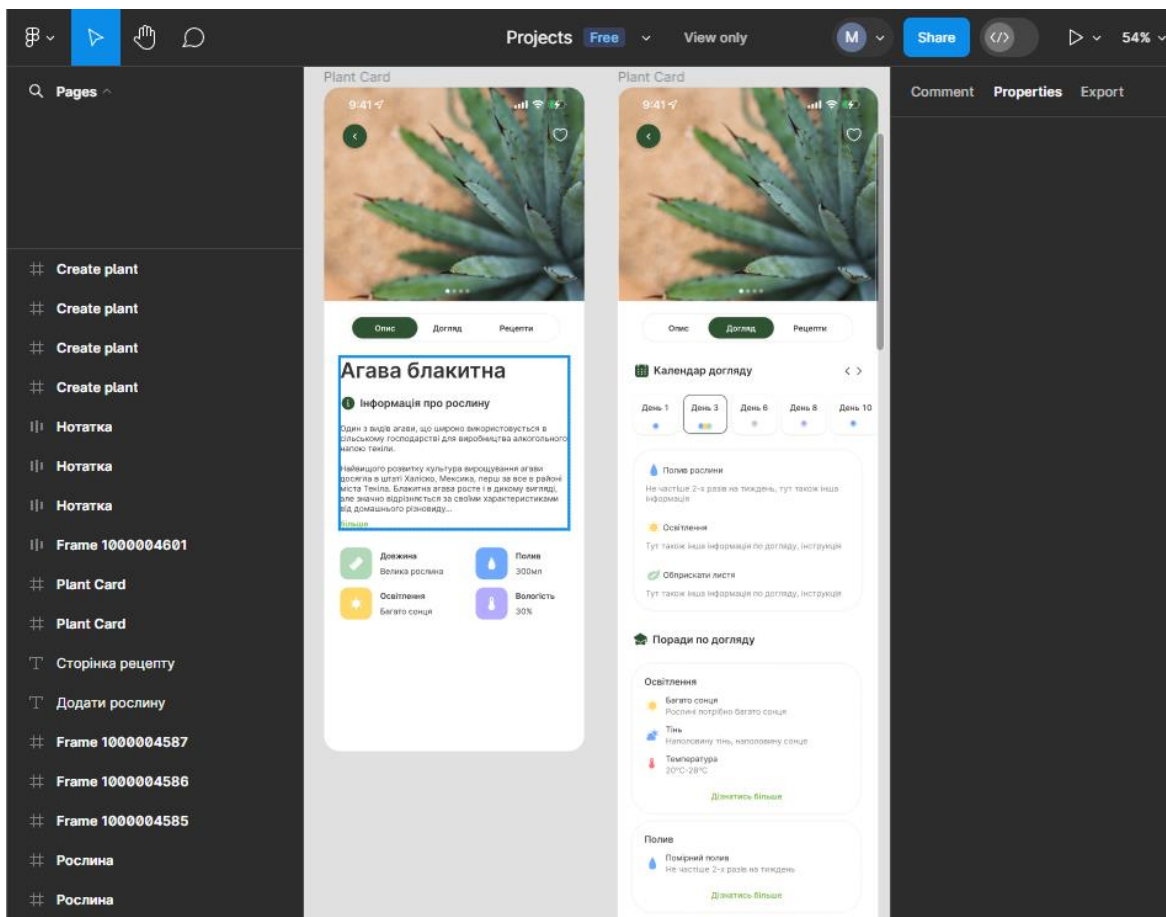 Projects Free View only M Share </> 54%
Pages
Create plant
Create plant
Create plant
Create plant
Нотатка
Нотатка
Нотатка
Frame 1000004601
Plant Card
Plant Card
Сторінка рецепту
Додати рослину
Frame 1000004587
Frame 1000004586
Frame 1000004585
Рослина
Рослина
Plant Card
9:41
Опис Догляд Рецепти
Агава блакитна
Інформація про рослину
Один з видів агави, що широко використовується в
сільському господарстві для виробництва алкогольного
напою текіли.
Найвищого розвитку культура вирощування агави
досягла в штаті Халіско, Мексика, перш за все в районі
міста Текіла. Блакитна агава росте і в дикому вигляді,
але значно відрізняється за своїми характеристиками
від домашнього різновиду...
Більше
Довжина
Велика рослина
Полив
300мл
Освітлення
Багато сонця
Вологість
30%
Plant Card
9:41
Опис Догляд Рецепти
Календар догляду
День 1 День 3 День 6 День 8 День 10
Полив рослини
Не частіше 2-х разів на тиждень, тут також інша
інформація
Освітлення
Тут також інша інформація по догляду, інструкція
Обприскати листя
Тут також інша інформація по догляду, інструкція
Поради по догляду
Освітлення
Багато сонця
Рослині потрібно багато сонця
Тінь
Наполовину тінь, наполовину сонце
Температура
20°C-28°C
Дізнатись більше
Полив
Помірний полив
Не частіше 2-х разів на тиждень
Дізнатись більше
Comment Properties Export